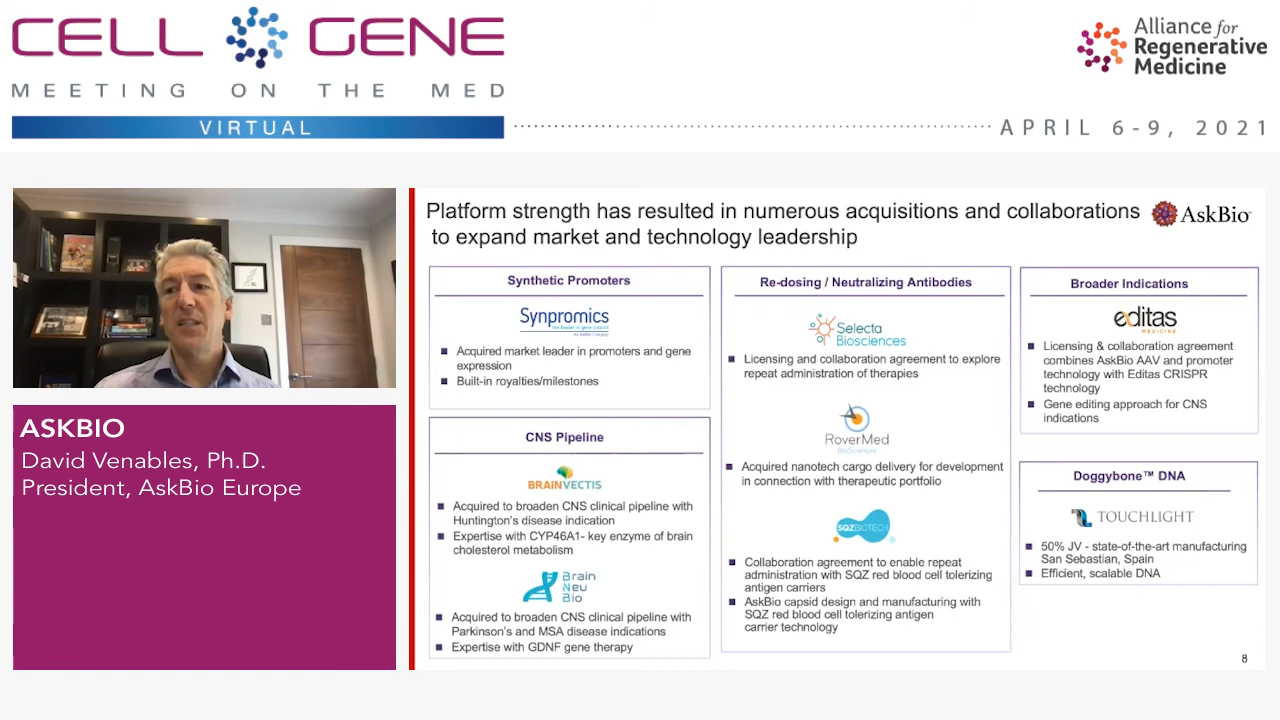 CELL GENE
MEETING ON THE MED
VIRTUAL
Alliance for
Regenerative
Medicine
APRIL 6-9, 2021
ASKBIO
David Venables, Ph.D.
President, AskBio Europe
Platform strength has resulted in numerous acquisitions and collaborations
to expand market and technology leadership
AskBio
Synthetic Promoters
Synpromics
Acquired market leader in promoters and gene
expression
Built-in royalties/milestones
CNS Pipeline
BRAINVECTIS
Acquired to broaden CNS clinical pipeline with
Huntington's disease indication
Expertise with CYP46A1- key enzyme of brain
cholesterol metabolism
Brain
Neu
Bio
Acquired to broaden CNS clinical pipeline with
Parkinson's and MSA disease indications
Expertise with GDNF gene therapy
Re-dosing / Neutralizing Antibodies
Selecta
Biosciences
Licensing and collaboration agreement to explore
repeat administration of therapies
RoverMed
BioSciences
Acquired nanotech cargo delivery for development
in connection with therapeutic portfolio
SQZBIOTECH
Collaboration agreement to enable repeat
administration with SQZ red blood cell tolerizing
antigen carriers
AskBio capsid design and manufacturing with
SQZ red blood cell tolerizing antigen
carrier technology
Broader Indications
editas
MEDICINE
Licensing & collaboration agreement
combines AskBio AAV and promoter
technology with Editas CRISPR
technology
Gene editing approach for CNS
indications
Doggybone™ DNA
TOUCHLIGHT
50% JV - state-of-the-art manufacturing
San Sebastian, Spain
Efficient, scalable DNA
8